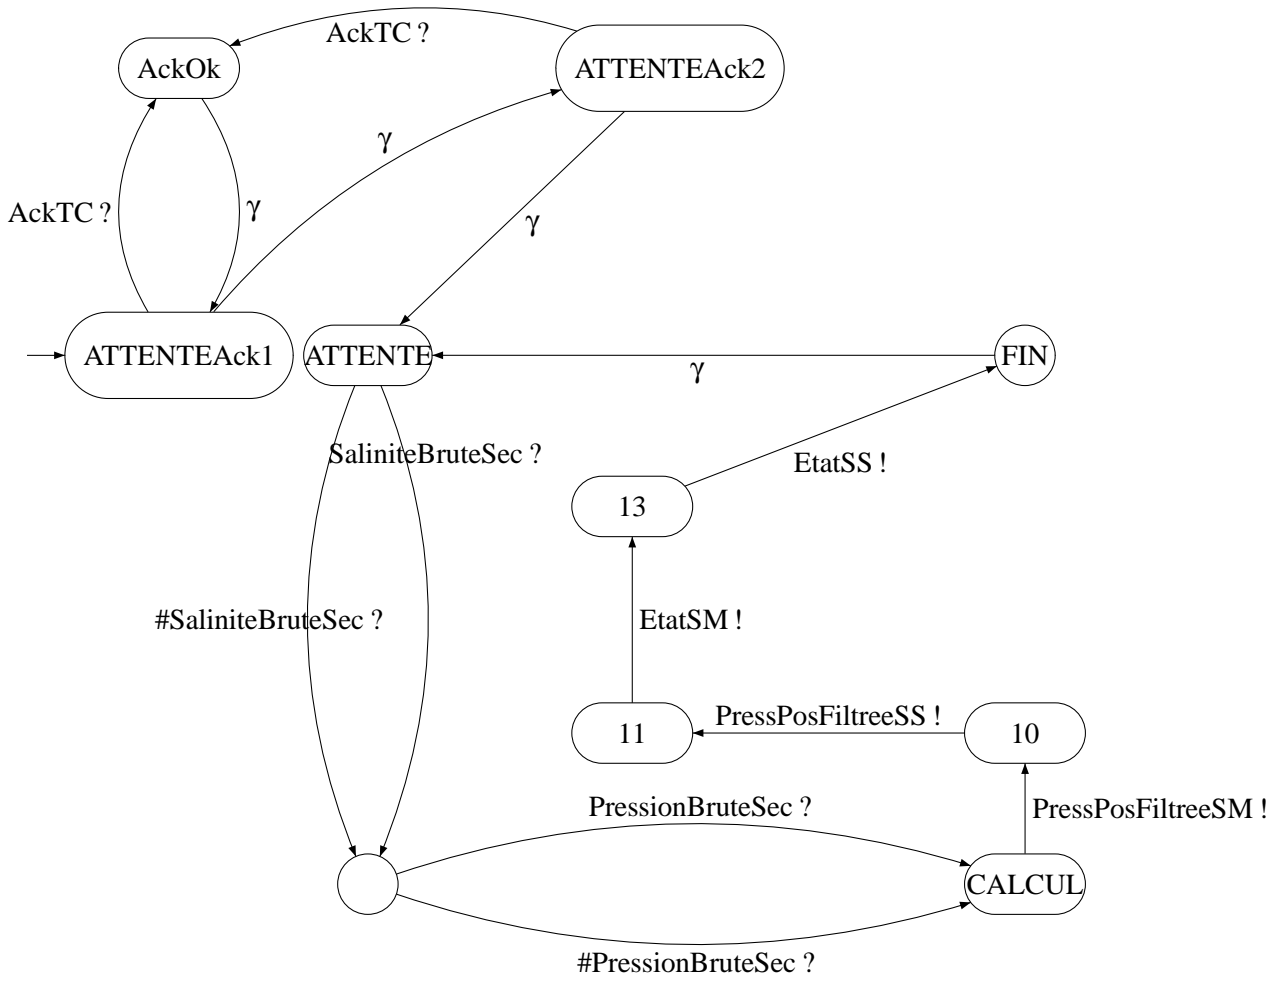 AckTC ?
AckOk
ATTENTEAck2
γ
AckTC ?
γ
γ
ATTENTEAck1
ATTENTE
FIN
γ
SaliniteBruteSec ?
EtatSS !
13
#SaliniteBruteSec ?
EtatSM !
PressPosFiltreeSS !
11
10
PressionBruteSec ?
PressPosFiltreeSM !
CALCUL
#PressionBruteSec ?